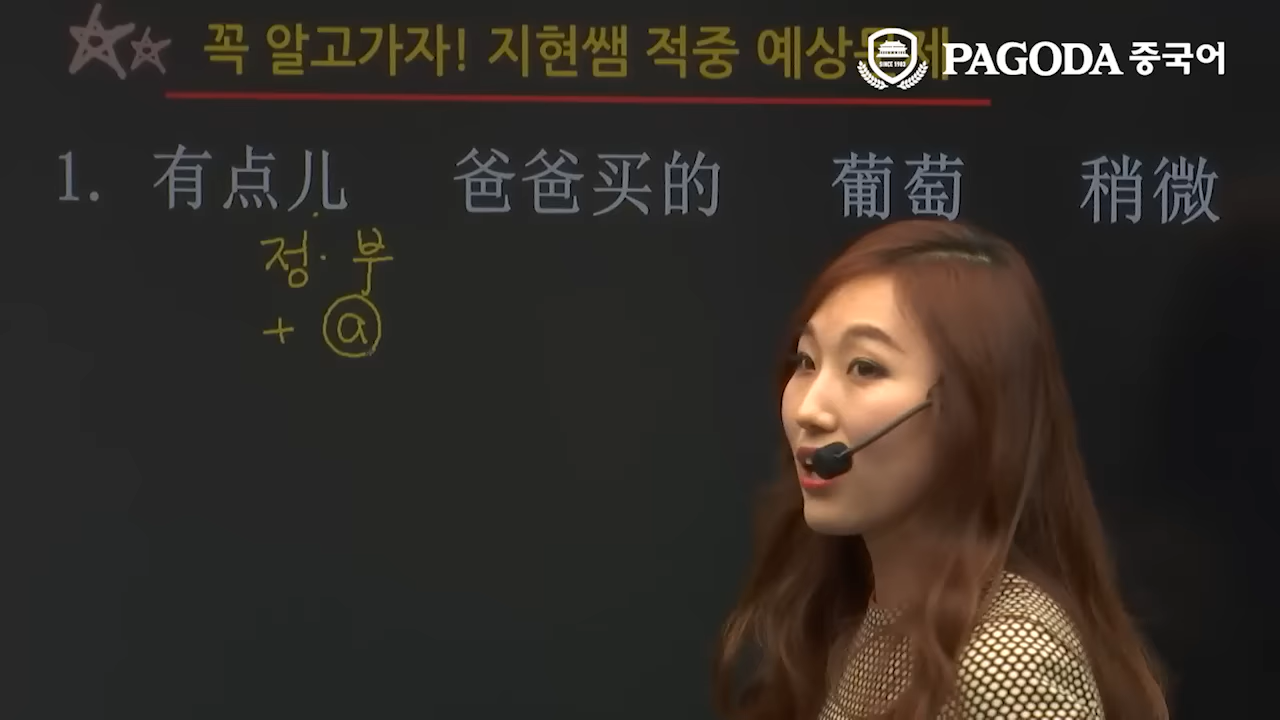 꼭 알고가자! 지현쌤 적중 예상문제
SINCE 1983
PAGODA 중국어
1. 有点儿 爸爸买的 葡萄 稍微
정·부
+ ⓐ